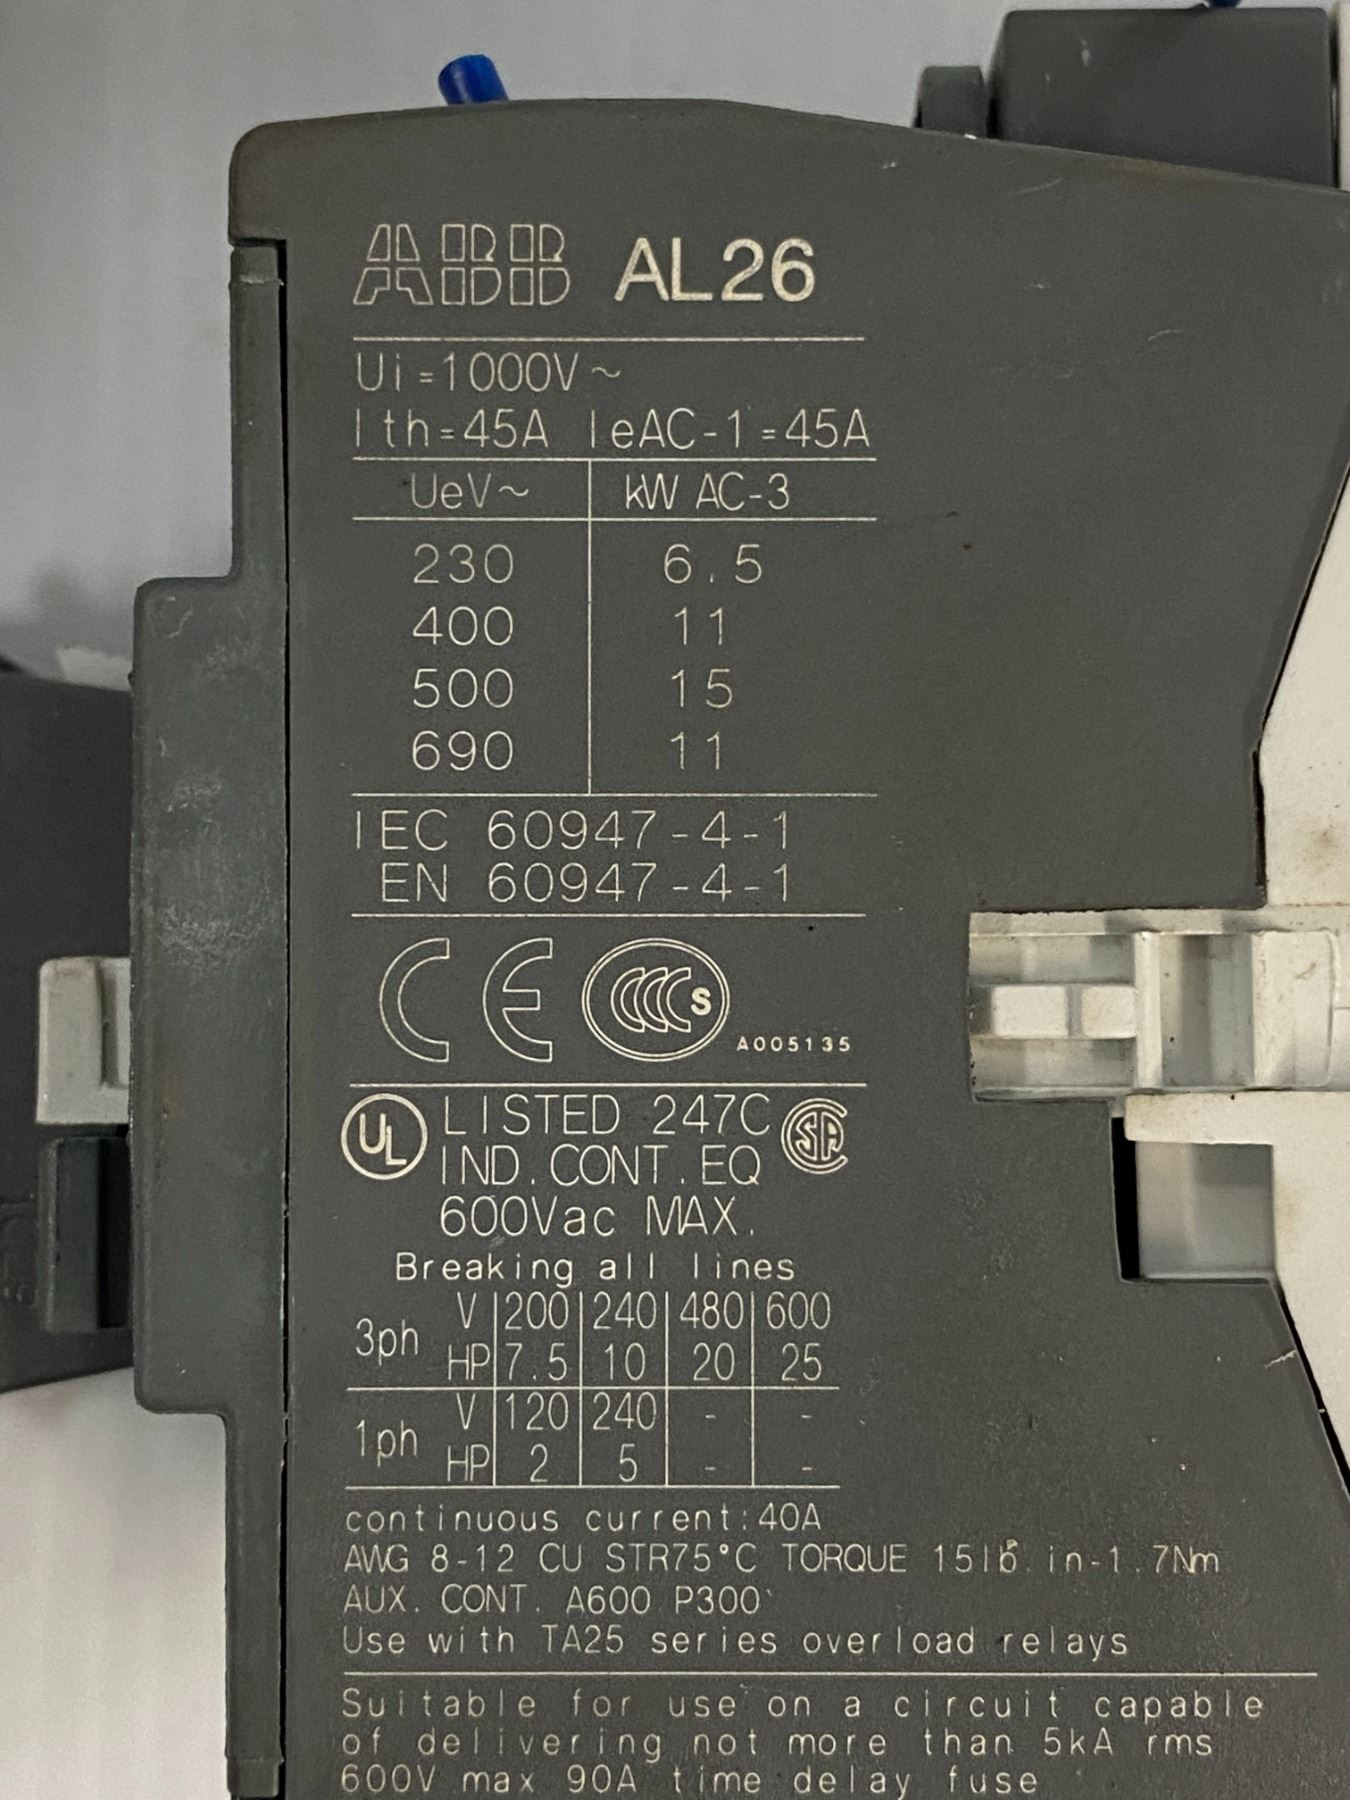 ABB AL26
Ui=1000V~
Ith=45A IeAC-1=45A
UeV~ kW AC-3
230 6.5
400 11
500 15
690 11
IEC 60947-4-1
EN 60947-4-1
CE CCC S A005135
UL LISTED 247C SA
IND.CONT.EQ
600Vac MAX.
Breaking all lines
3ph V 200 240 480 600
HP 7.5 10 20 25
1ph V 120 240 - -
HP 2 5 - -
continuous current:40A
AWG 8-12 CU STR75°C TORQUE 15lb.in-1.7Nm
AUX. CONT. A600 P300
Use with TA25 series overload relays
Suitable for use on a circuit capable
of delivering not more than 5kA rms
600V max 90A time delay fuse